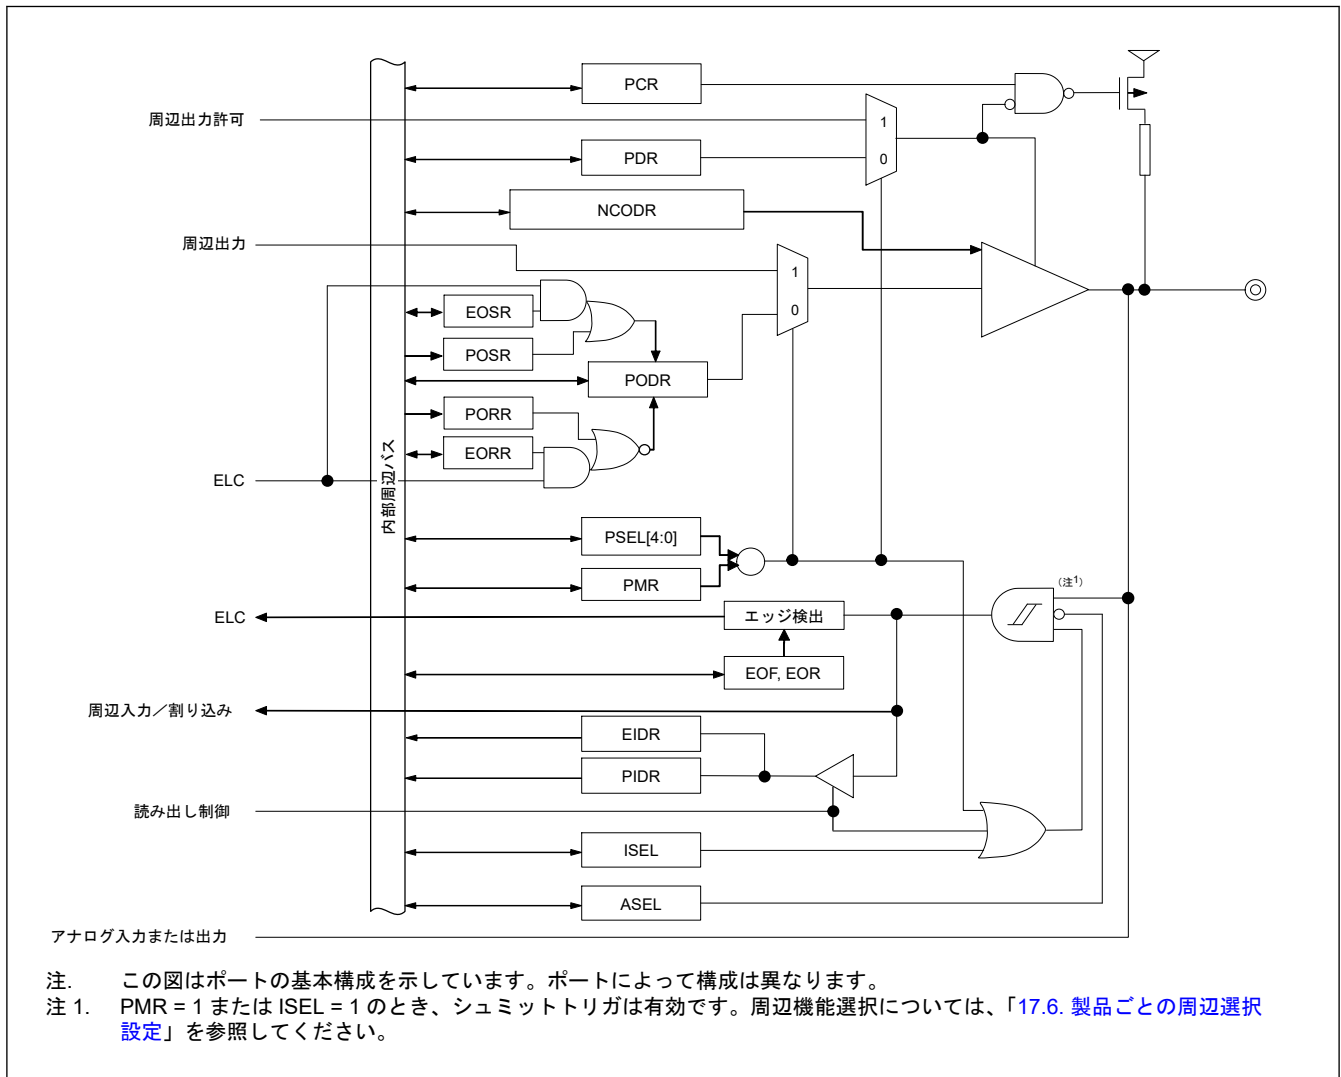 PCR
周辺出力許可
1
PDR
0
NCODR
周辺出力
1
EOSR
0
POSR
PODR
PORR
EORR
ELC
内部周辺バス
PSEL[4:0]
PMR
(注1)
ELC
エッジ検出
EOF, EOR
周辺入力／割り込み
EIDR
PIDR
読み出し制御
ISEL
ASEL
アナログ入力または出力
注. この図はポートの基本構成を示しています。ポートによって構成は異なります。
注 1. PMR = 1 または ISEL = 1 のとき、シュミットトリガは有効です。周辺機能選択については、「17.6. 製品ごとの周辺選択
設定」を参照してください。